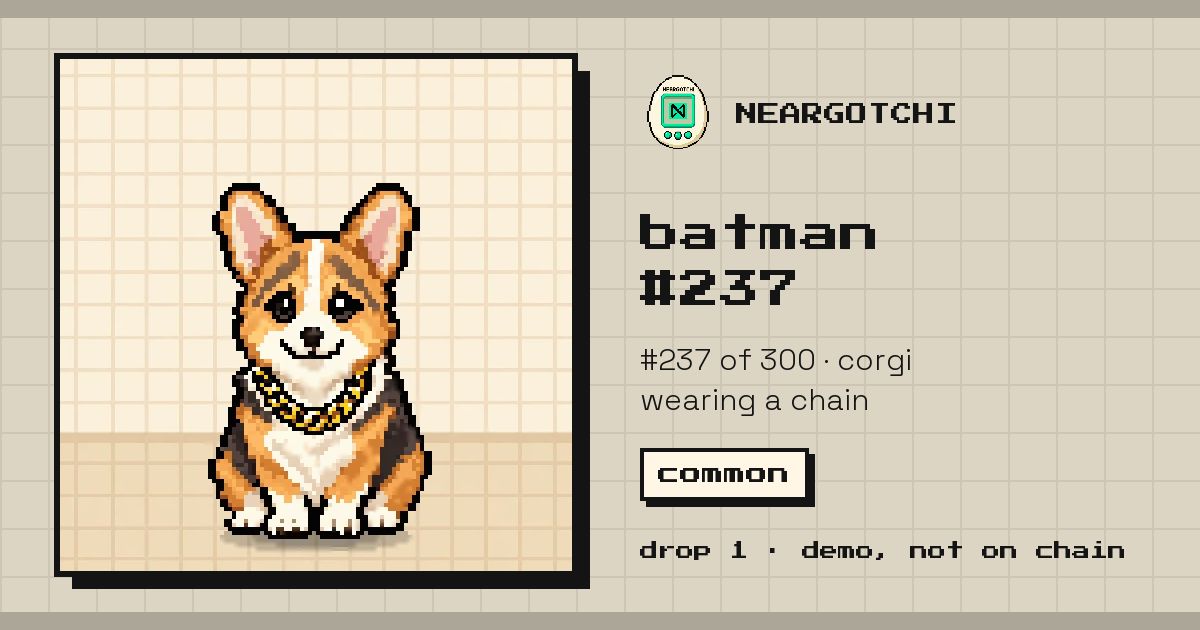 NEARGOTCHI
NEARGOTCHI
batman
#237
#237 of 300 · corgi
wearing a chain
common
drop 1 · demo, not on chain